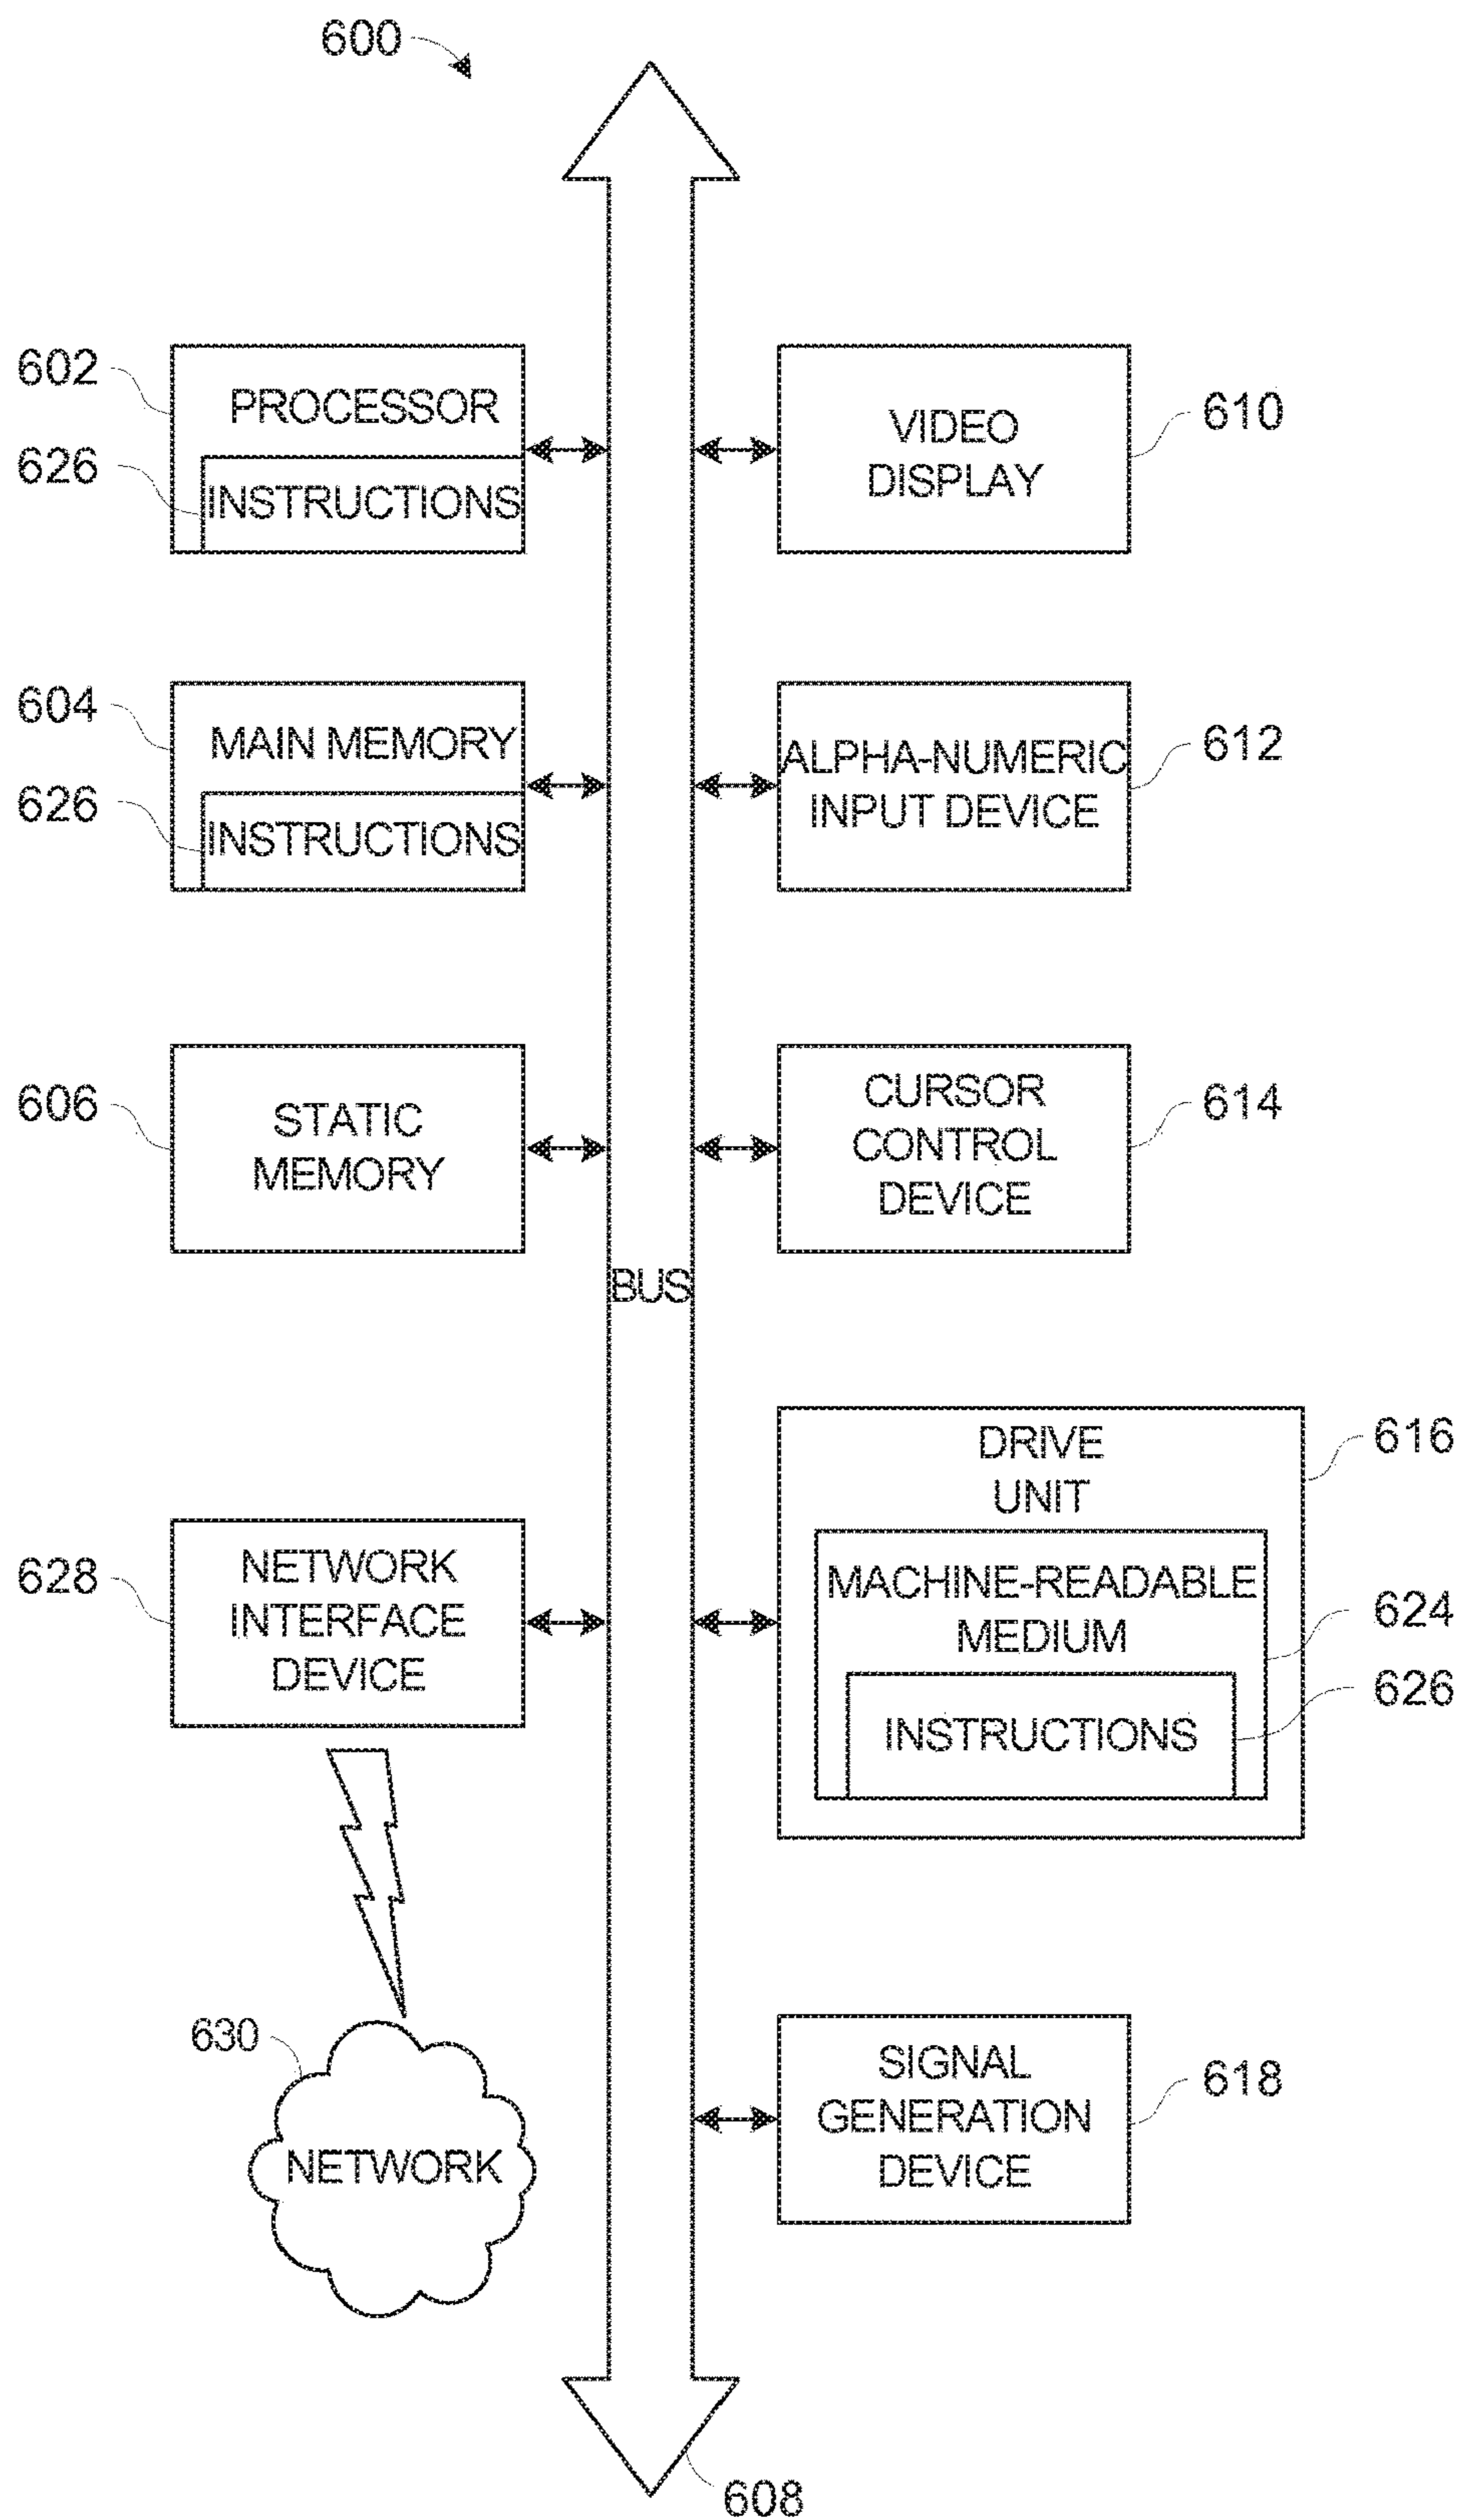 600
602
PROCESSOR
626
INSTRUCTIONS
VIDEO
DISPLAY
610
604
MAIN MEMORY
626
INSTRUCTIONS
ALPHA-NUMERIC
INPUT DEVICE
612
606
STATIC
MEMORY
CURSOR
CONTROL
DEVICE
614
BUS
628
NETWORK
INTERFACE
DEVICE
DRIVE
UNIT
616
MACHINE-READABLE
MEDIUM
624
INSTRUCTIONS
626
630
NETWORK
SIGNAL
GENERATION
DEVICE
618
608